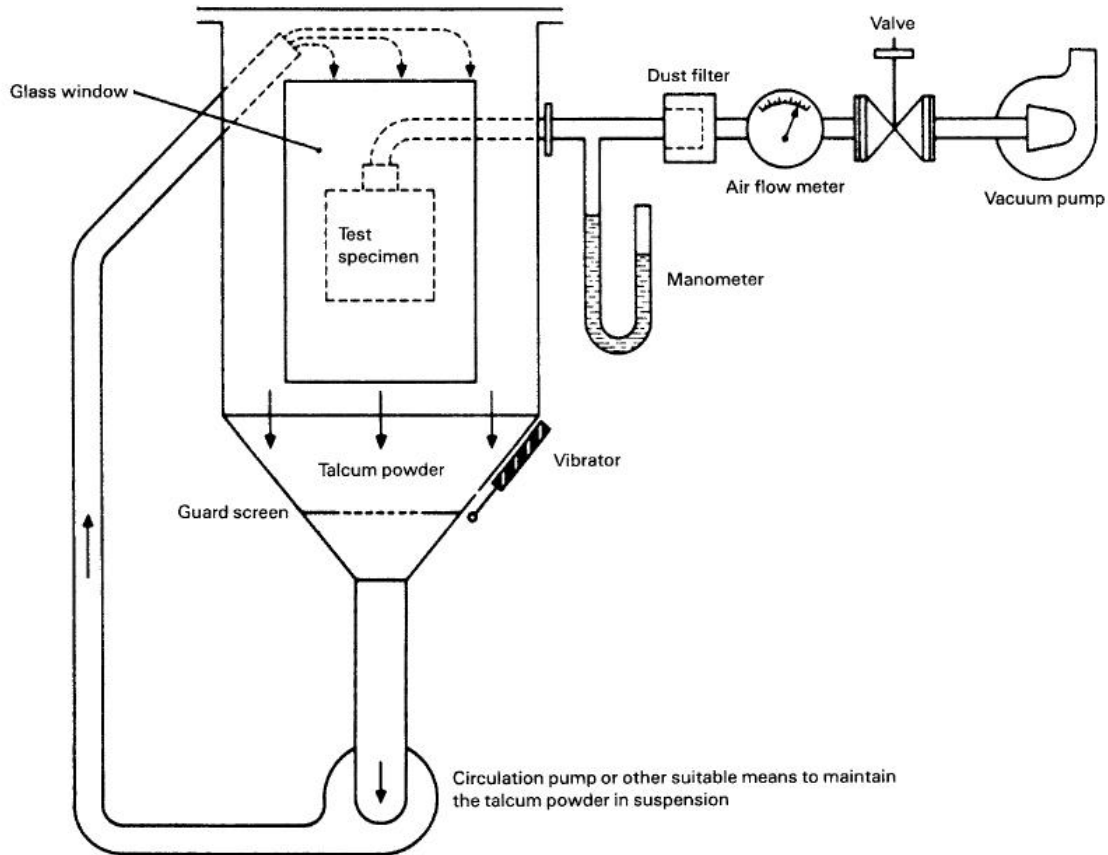 Valve
Dust filter
Glass window
Air flow meter
Vacuum pump
Test
specimen
Manometer
Talcum powder
Vibrator
Guard screen
Circulation pump or other suitable means to maintain
the talcum powder in suspension